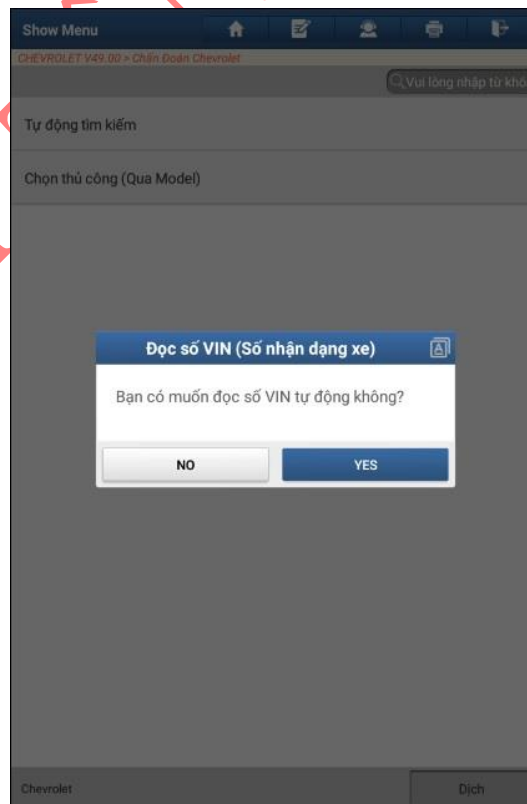 Show Menu
CHEVROLET V49.00 > Chẩn Đoán Chevrolet
Vui lòng nhập từ khó
Tự động tìm kiếm
Chọn thủ công (Qua Model)
Đọc số VIN (Số nhận dạng xe)
Bạn có muốn đọc số VIN tự động không?
NO
YES
Chevrolet
Dịch